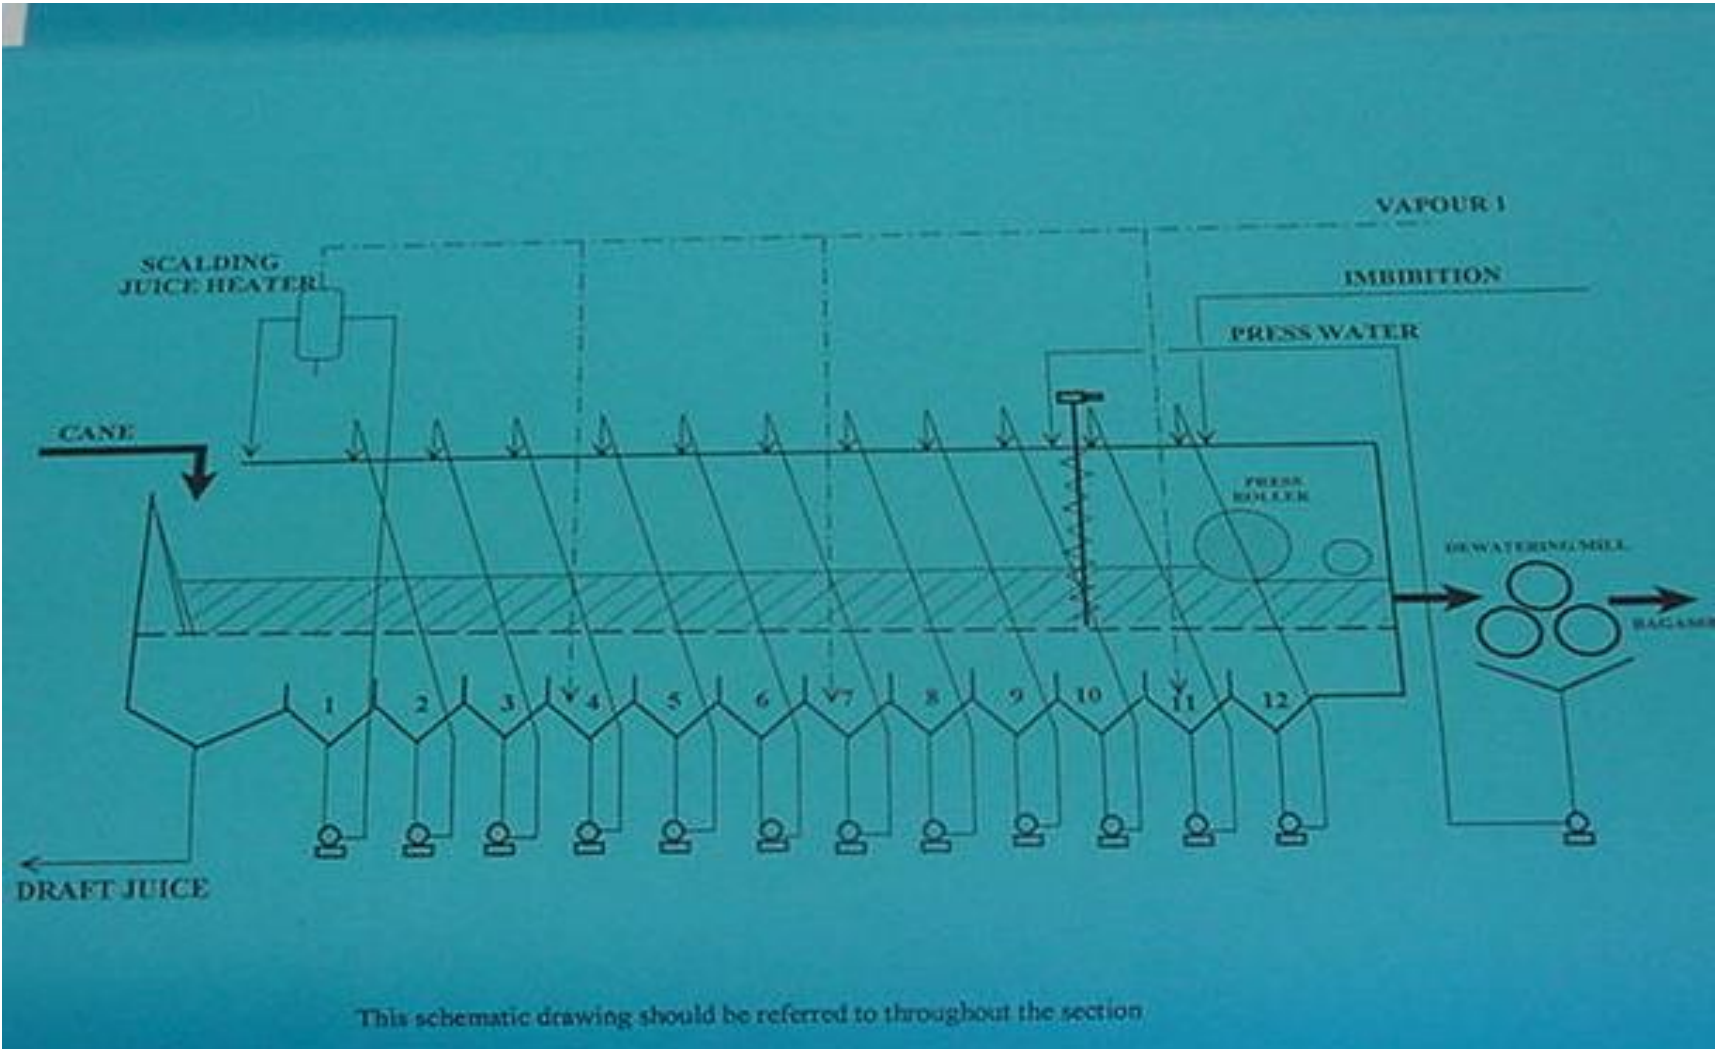 VAPOUR 1
SCALDING
JUICE HEATER
IMBIBITION
PRESS WATER
CANE
PRESS
ROLLER
DEWATERING MILL
1 2 3 4 5 6 7 8 9 10 11 12
DRAFT JUICE
This schematic drawing should be referred to throughout the section